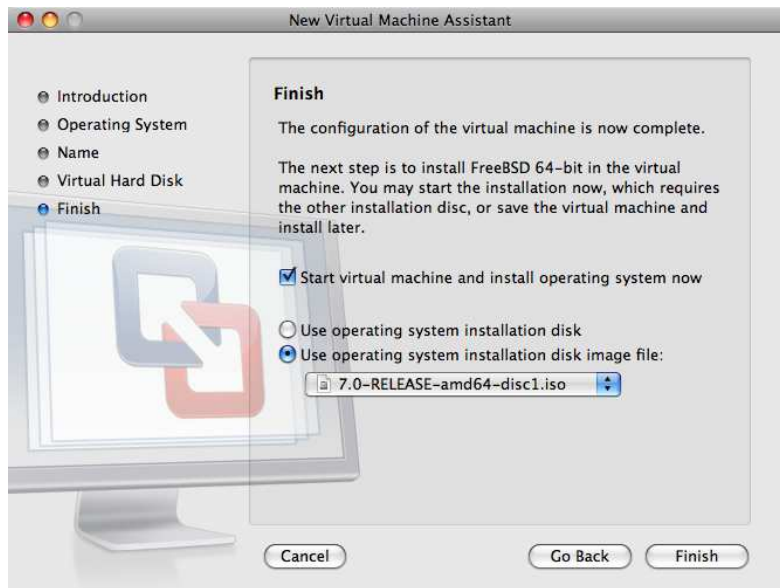 New Virtual Machine Assistant
Introduction
Operating System
Name
Virtual Hard Disk
Finish
Finish
The configuration of the virtual machine is now complete.
The next step is to install FreeBSD 64-bit in the virtual
machine. You may start the installation now, which requires
the other installation disc, or save the virtual machine and
install later.
Start virtual machine and install operating system now
Use operating system installation disk
Use operating system installation disk image file:
7.0-RELEASE-amd64-disc1.iso
Cancel
Go Back
Finish